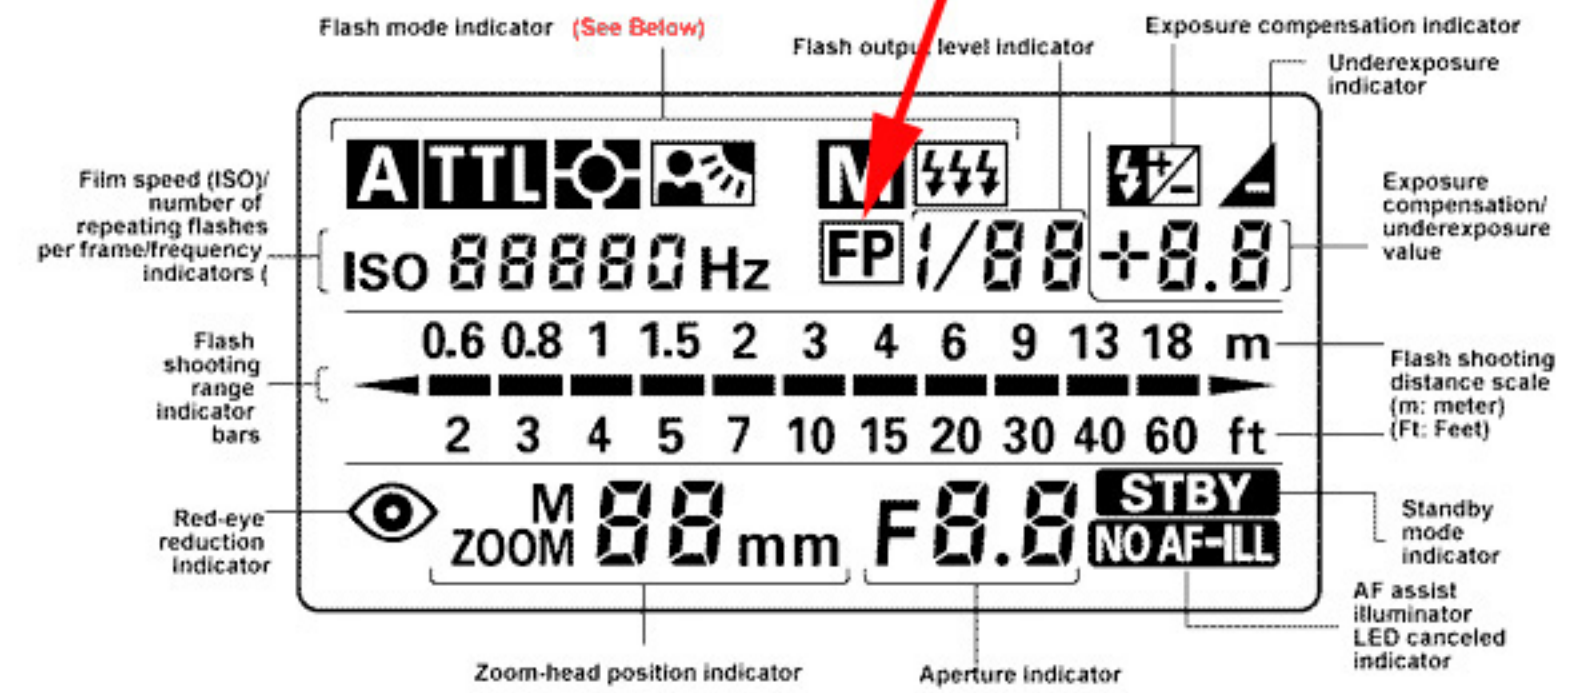 Flash mode indicator (See Below)
Flash output level indicator
Exposure compensation indicator
Underexposure
indicator
A TTL M
Film speed (ISO)/
number of
repeating flashes
per frame/frequency
indicators (
ISO 88880 Hz FP 1/88 +8.8
Exposure
compensation/
underexposure
value
Flash
shooting
range
indicator
bars
0.6 0.8 1 1.5 2 3 4 6 9 13 18 m
2 3 4 5 7 10 15 20 30 40 60 ft
Flash shooting
distance scale
(m: meter)
(Ft: Feet)
Red-eye
reduction
indicator
M
ZOOM 88 mm F8.8
STBY
NO AF-ILL
Standby
mode
indicator
AF assist
illuminator
LED canceled
indicator
Zoom-head position indicator
Aperture indicator